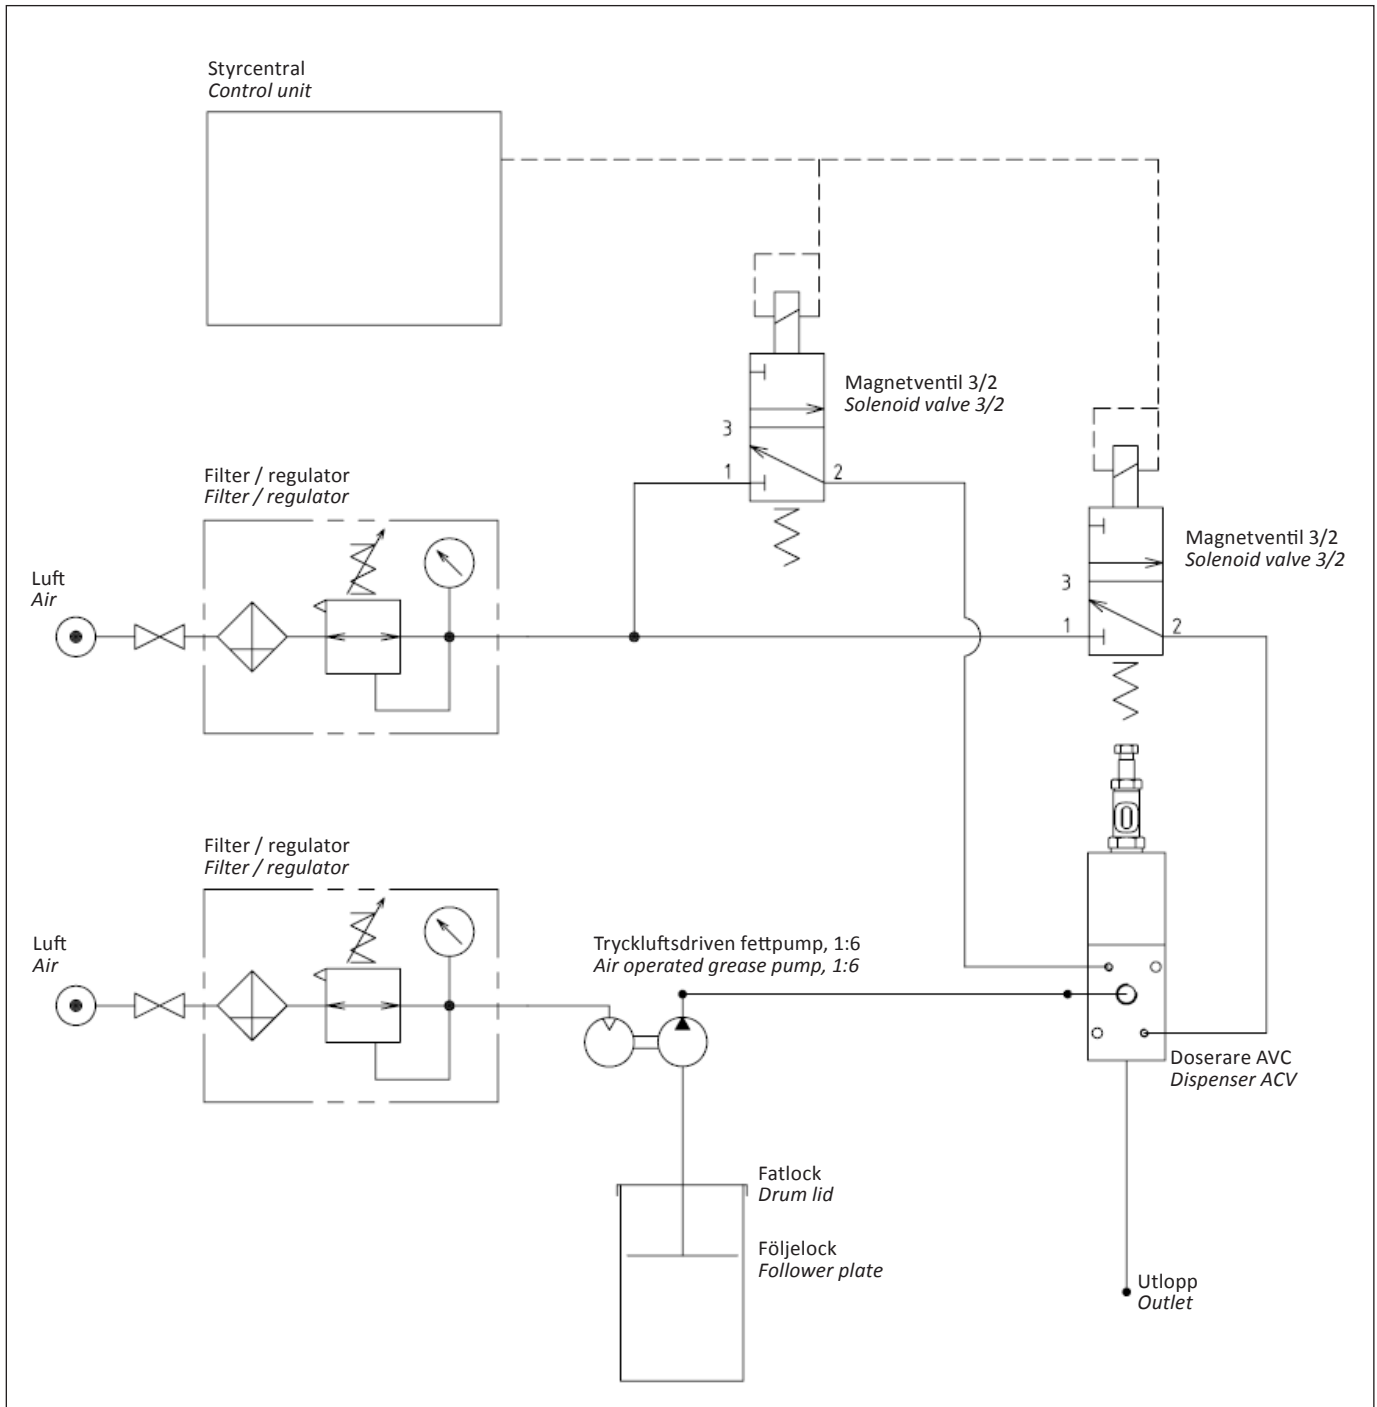 Styrcentral
Control unit
Magnetventil 3/2
Solenoid valve 3/2
3
1
2
Magnetventil 3/2
Solenoid valve 3/2
3
1
2
Filter / regulator
Filter / regulator
Luft
Air
Filter / regulator
Filter / regulator
Luft
Air
Tryckluftsdriven fettpump, 1:6
Air operated grease pump, 1:6
Doserare AVC
Dispenser ACV
Fatlock
Drum lid
Följelock
Follower plate
Utlopp
Outlet